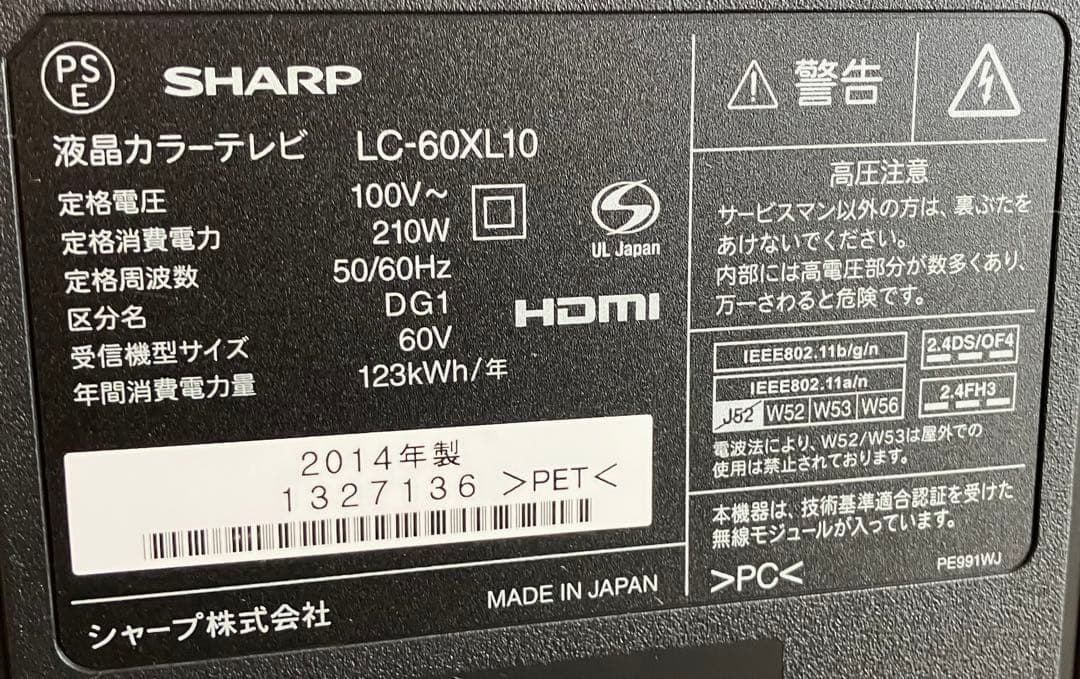 PSE
SHARP
液晶カラーテレビ LC-60XL10
定格電圧 100V～
定格消費電力 210W
定格周波数 50/60Hz
区分名 DG1
受信機型サイズ 60V
年間消費電力量 123kWh/年
UL Japan
HDMI
2014年製
1327136 >PET<
シャープ株式会社
MADE IN JAPAN
警告
高圧注意
サービスマン以外の方は、裏ぶたを
あけないでください。
内部には高電圧部分が数多くあり、
万一さわると危険です。
IEEE802.11b/g/n
IEEE802.11a/n
J52 W52 W53 W56
2.4DS/OF4
2.4FH3
電波法により、W52/W53は屋外での
使用は禁止されております。
本機器は、技術基準適合認証を受けた
無線モジュールが入っています。
>PC<
PE991WJ